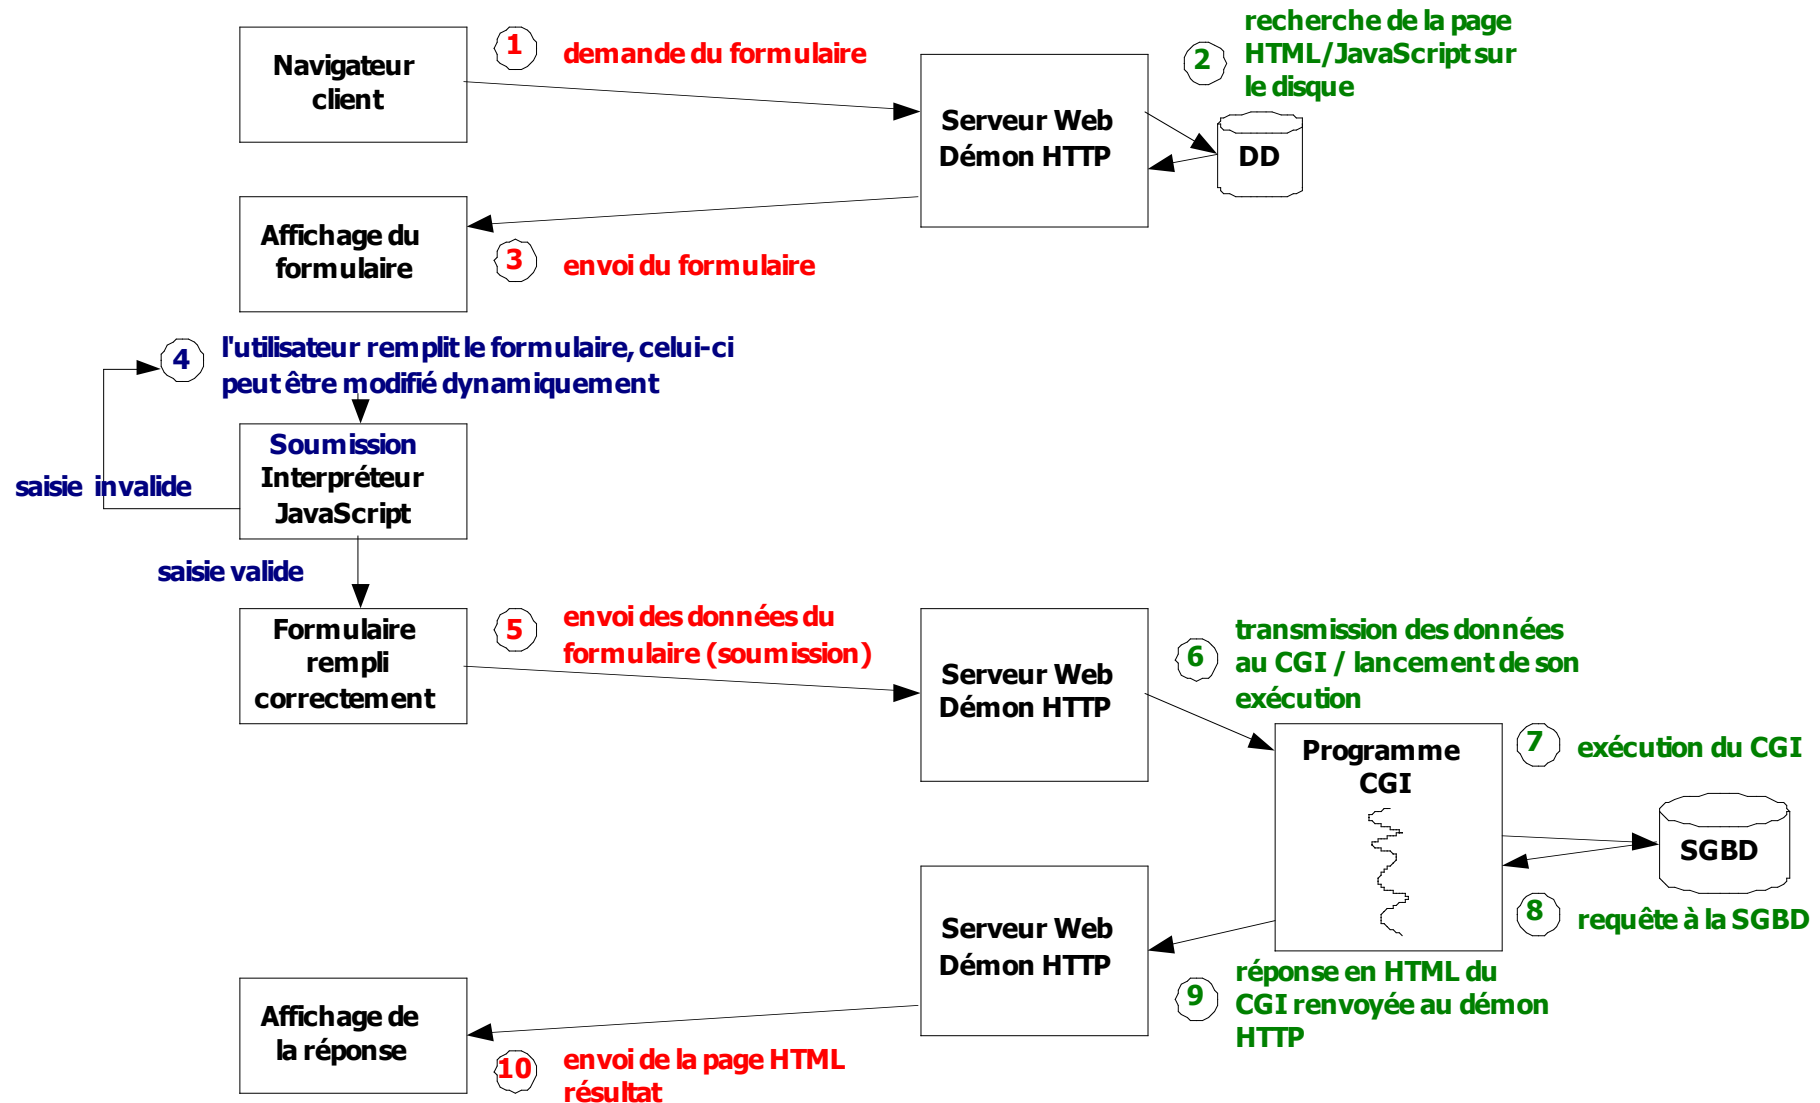 Navigateur
client
1
demande du formulaire
Serveur Web
Démon HTTP
2
recherche de la page
HTML/JavaScript sur
le disque
DD
Affichage du
formulaire
3
envoi du formulaire
4
l'utilisateur remplit le formulaire, celui-ci
peut être modifié dynamiquement
Soumission
Interpréteur
JavaScript
saisie invalide
saisie valide
Formulaire
rempli
correctement
5
envoi des données du
formulaire (soumission)
Serveur Web
Démon HTTP
6
transmission des données
au CGI / lancement de son
exécution
Programme
CGI
7
exécution du CGI
SGBD
8
requête à la SGBD
Serveur Web
Démon HTTP
9
réponse en HTML du
CGI renvoyée au démon
HTTP
Affichage de
la réponse
10
envoi de la page HTML
résultat